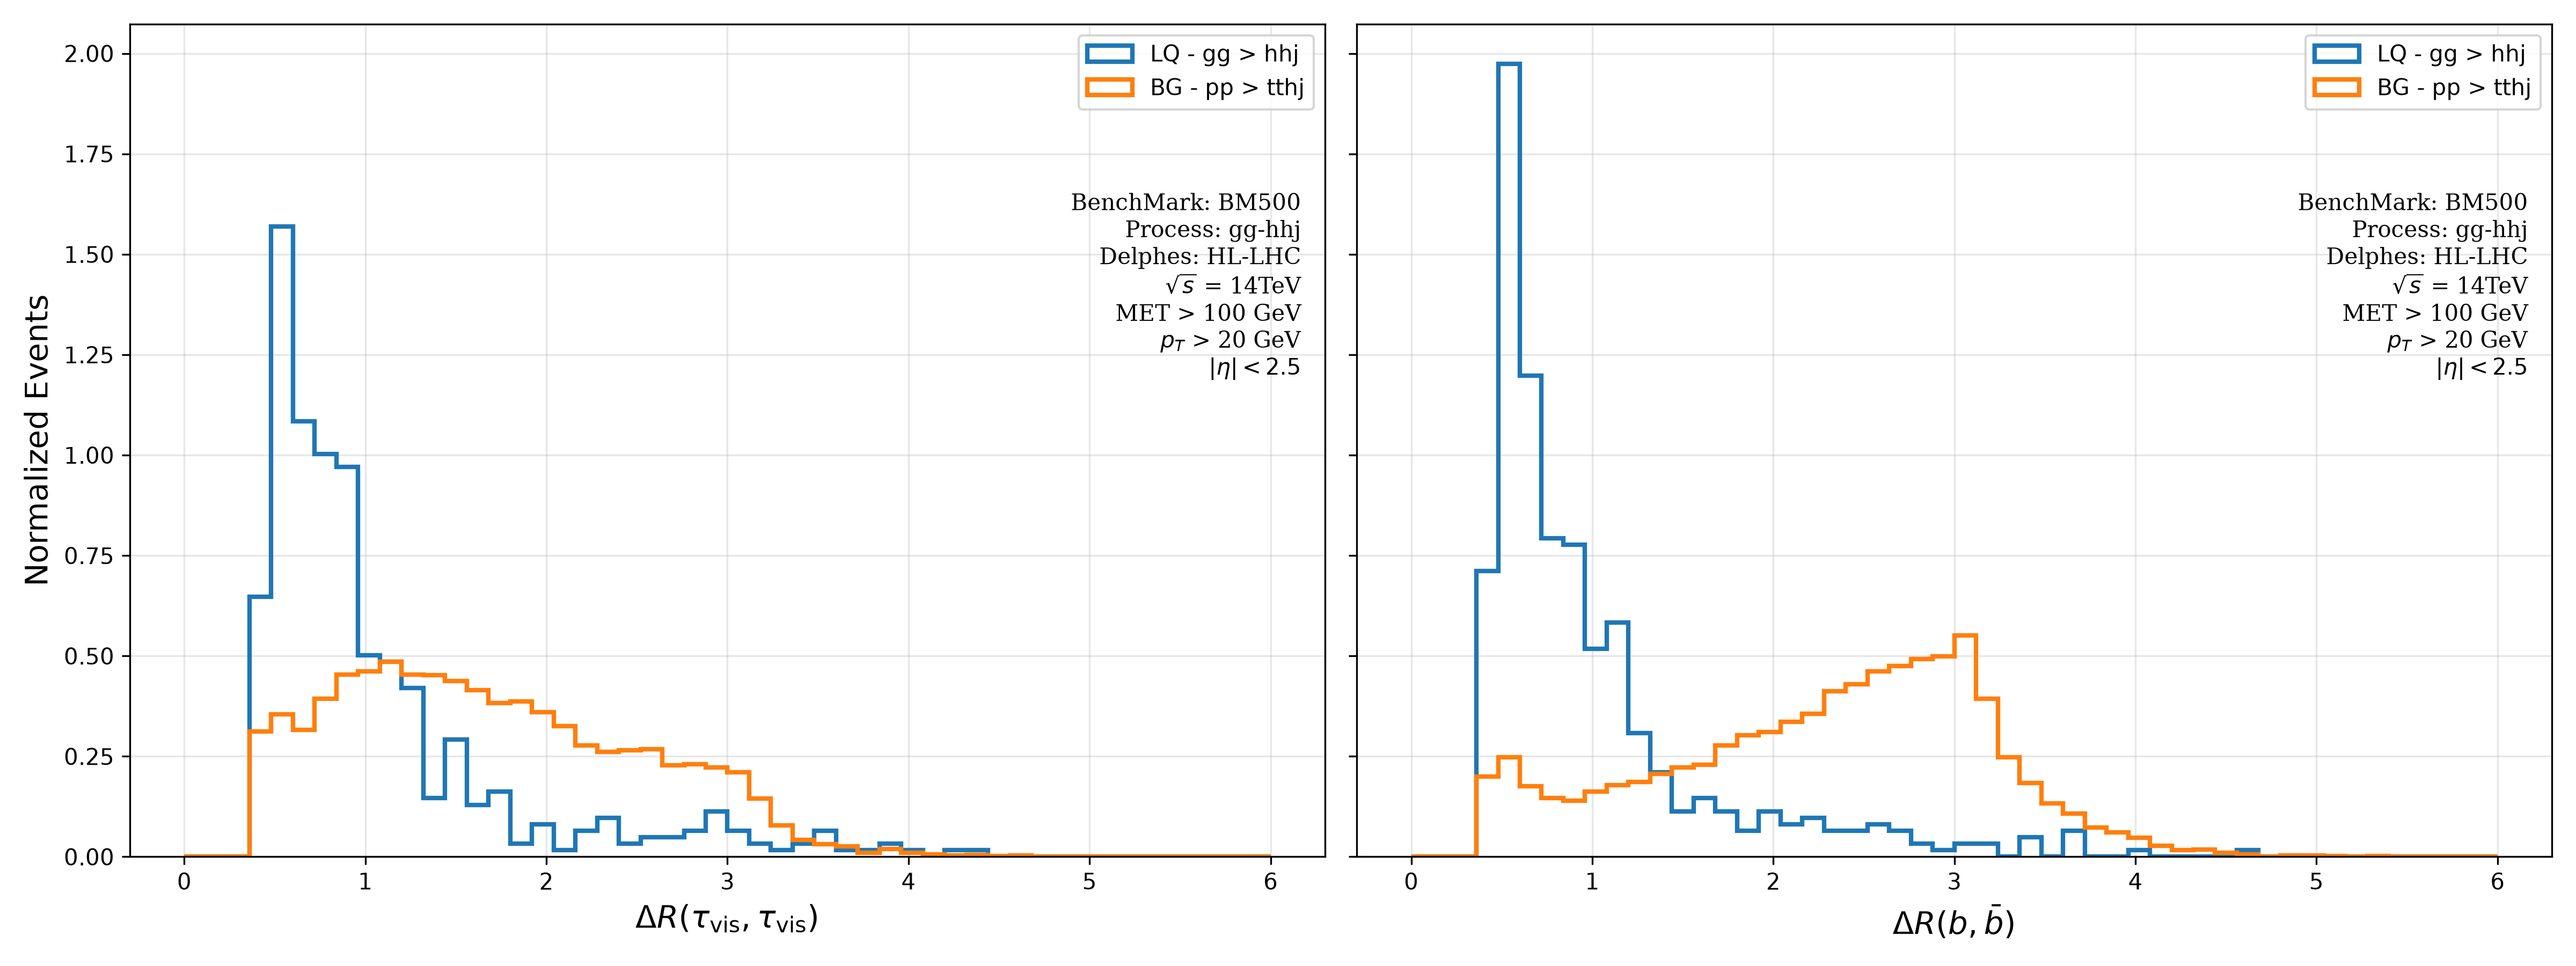 Normalized Events
2.00
1.75
1.50
1.25
1.00
0.75
0.50
0.25
0.00
LQ - gg > hhj
BG - pp > tthj
BenchMark: BM500
Process: gg-hhj
Delphes: HL-LHC
√s = 14TeV
MET > 100 GeV
p_T > 20 GeV
|η| < 2.5
0 1 2 3 4 5 6
ΔR(τ_vis, τ_vis)
LQ - gg > hhj
BG - pp > tthj
BenchMark: BM500
Process: gg-hhj
Delphes: HL-LHC
√s = 14TeV
MET > 100 GeV
p_T > 20 GeV
|η| < 2.5
0 1 2 3 4 5 6
ΔR(b, b̄)